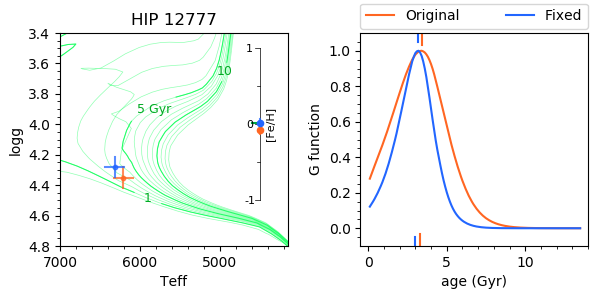 HIP 12777
Original Fixed
3.4
3.6
3.8
4.0
4.2
4.4
4.6
4.8
logg
7000 6000 5000
Teff
10
5 Gyr
1
1
0
-1
[Fe/H]
1.0
0.8
0.6
0.4
0.2
0.0
G function
0 5 10
age (Gyr)